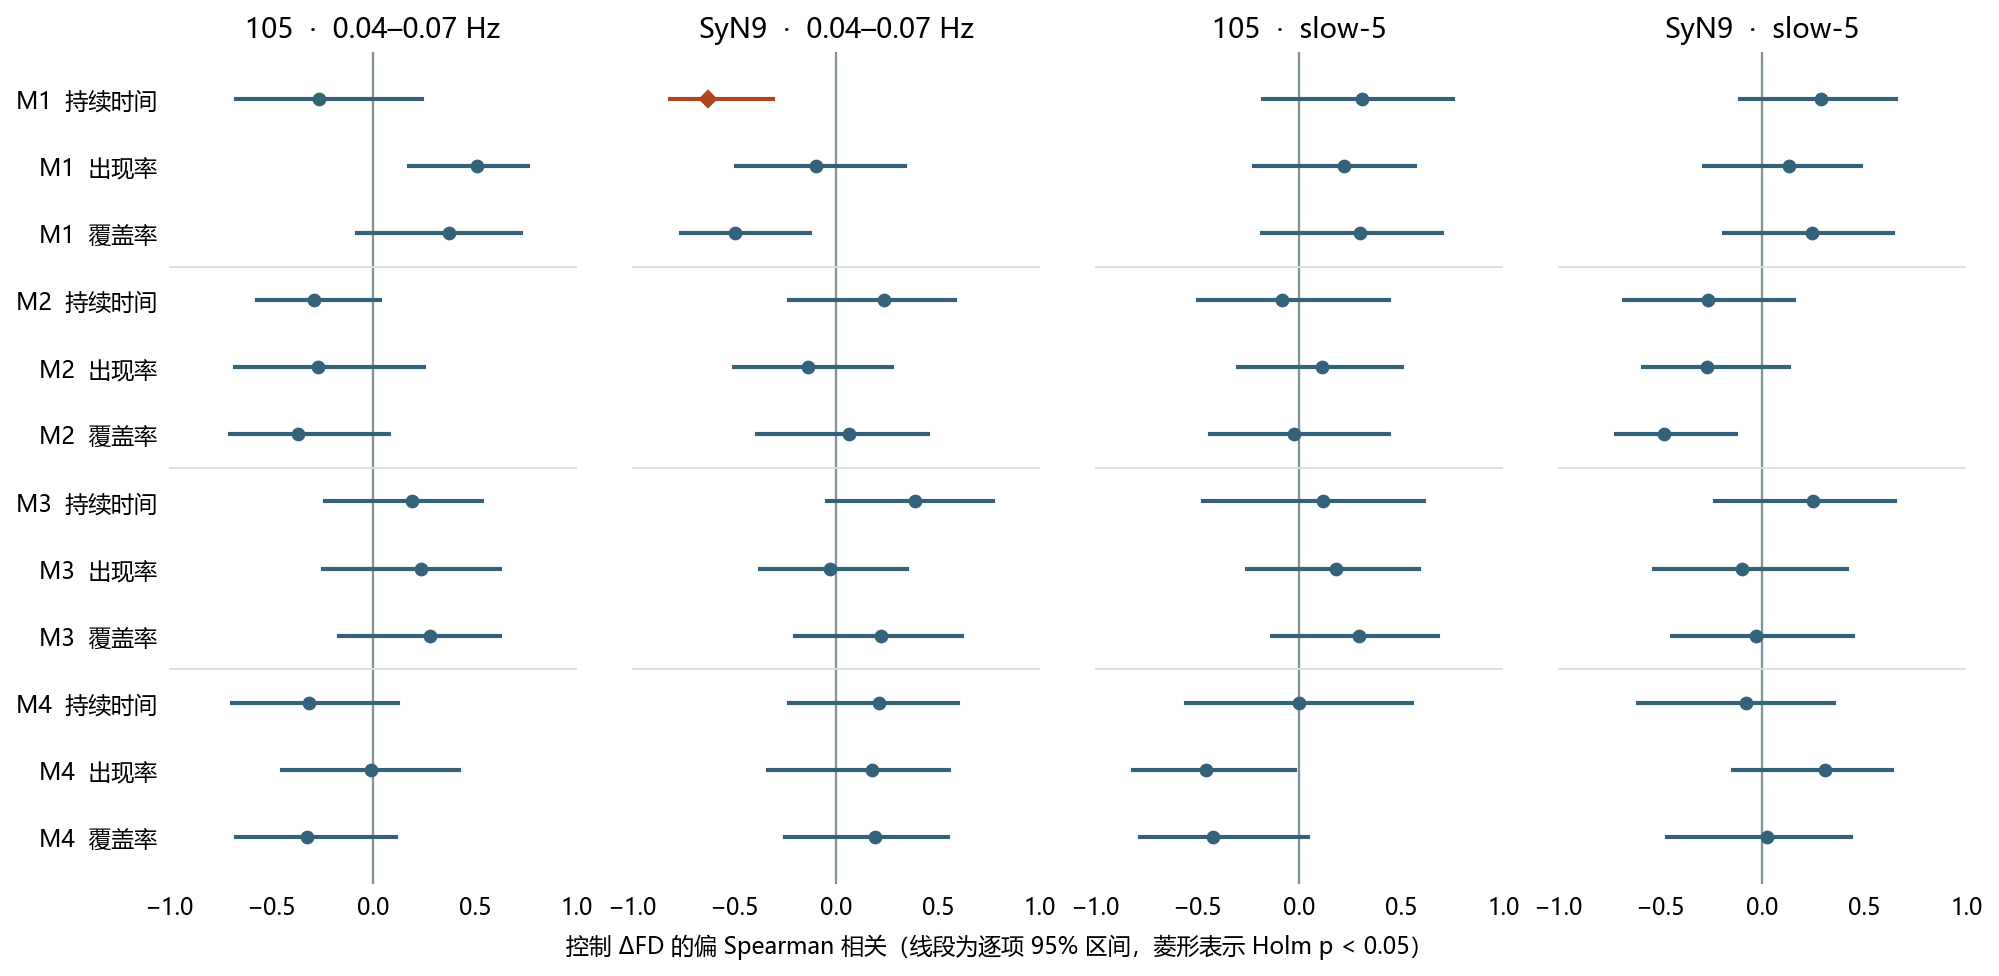 105 · 0.04–0.07 Hz
SyN9 · 0.04–0.07 Hz
105 · slow-5
SyN9 · slow-5
M1 持续时间
M1 出现率
M1 覆盖率
M2 持续时间
M2 出现率
M2 覆盖率
M3 持续时间
M3 出现率
M3 覆盖率
M4 持续时间
M4 出现率
M4 覆盖率
−1.0 −0.5 0.0 0.5 1.0 −1.0 −0.5 0.0 0.5 1.0 −1.0 −0.5 0.0 0.5 1.0 −1.0 −0.5 0.0 0.5 1.0
控制 ΔFD 的偏 Spearman 相关（线段为逐项 95% 区间，菱形表示 Holm p < 0.05）